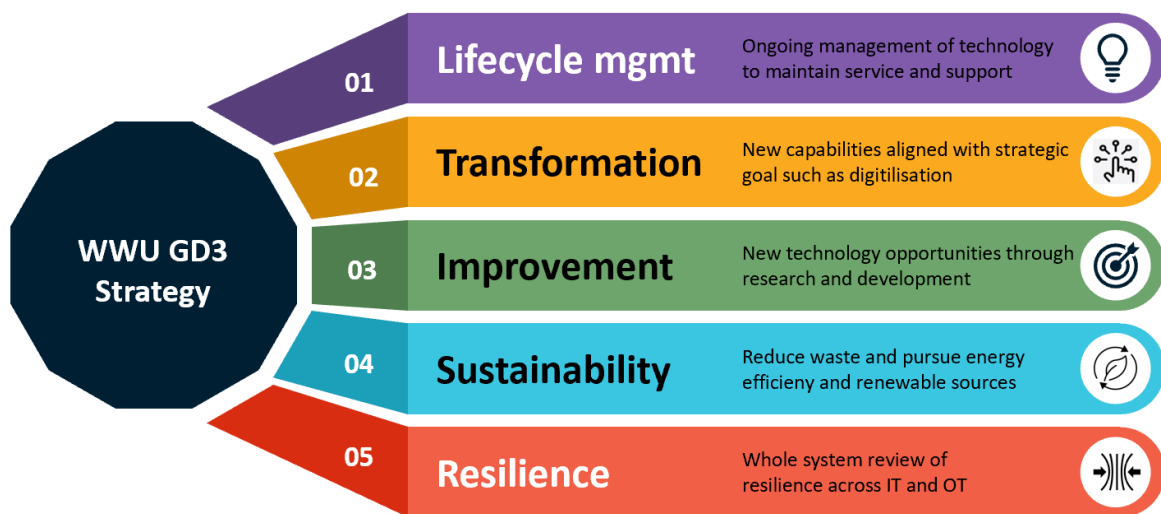 WWU GD3
Strategy
01
Lifecycle mgmt
Ongoing management of technology
to maintain service and support
02
Transformation
New capabilities aligned with strategic
goal such as digitilisation
03
Improvement
New technology opportunities through
research and development
04
Sustainability
Reduce waste and pursue energy
efficieny and renewable sources
05
Resilience
Whole system review of
resilience across IT and OT